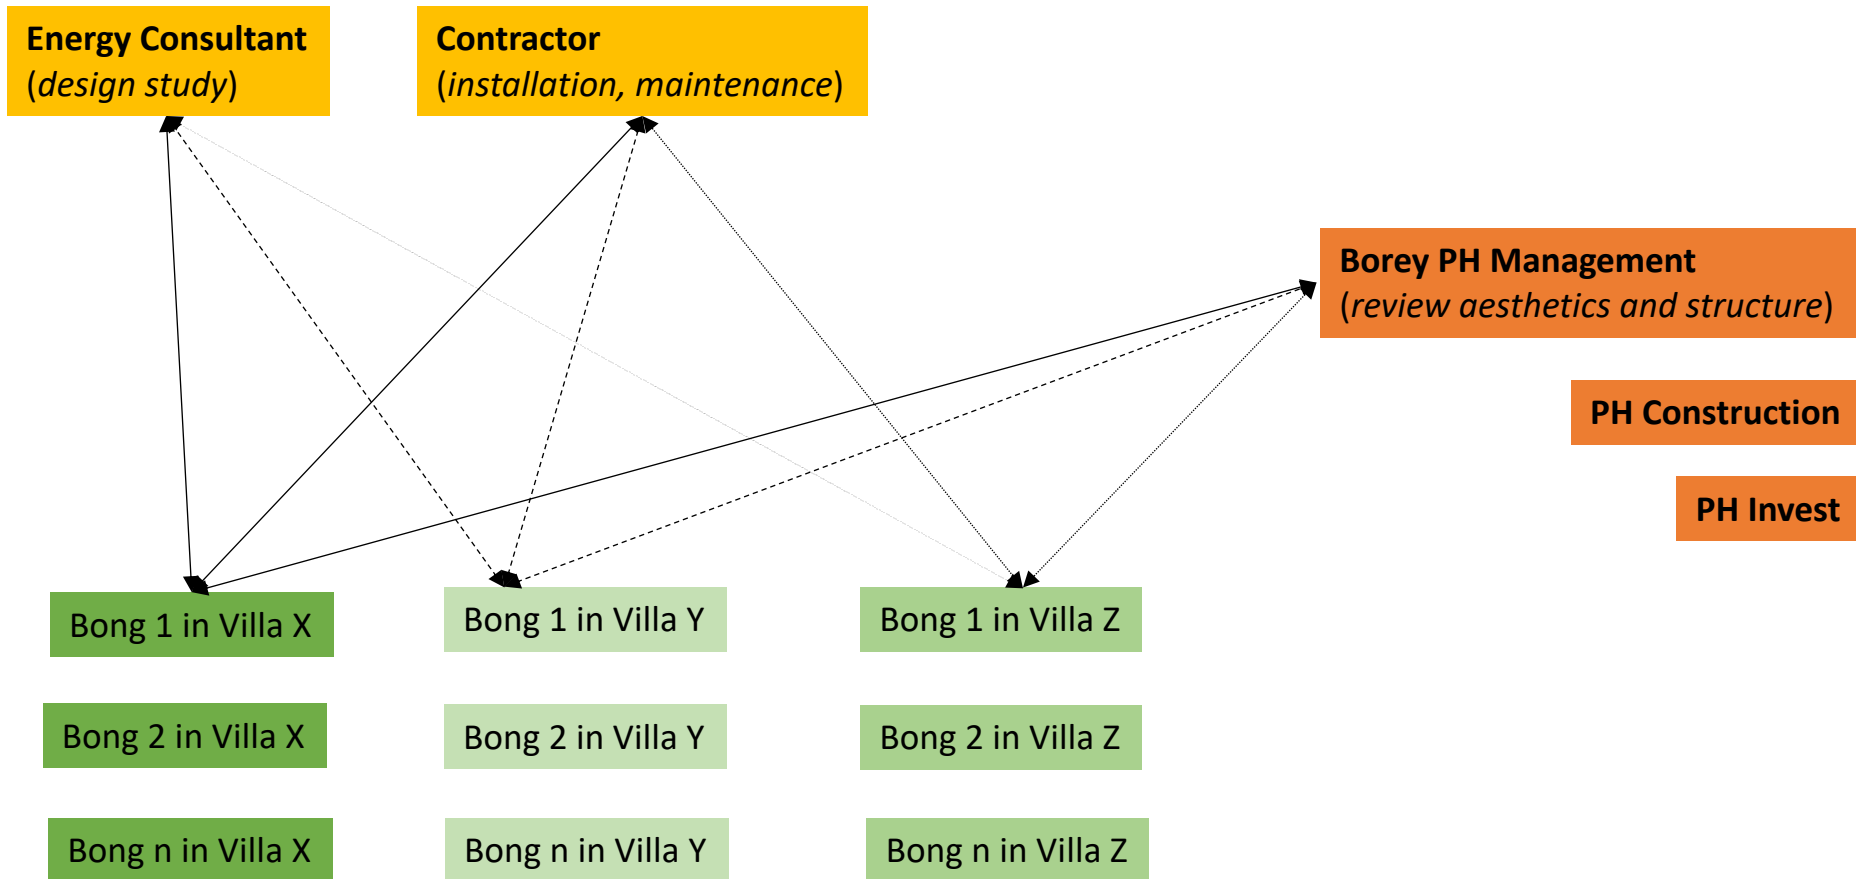 Energy Consultant
(design study)
Contractor
(installation, maintenance)
Borey PH Management
(review aesthetics and structure)
PH Construction
PH Invest
Bong 1 in Villa X
Bong 1 in Villa Y
Bong 1 in Villa Z
Bong 2 in Villa X
Bong 2 in Villa Y
Bong 2 in Villa Z
Bong n in Villa X
Bong n in Villa Y
Bong n in Villa Z